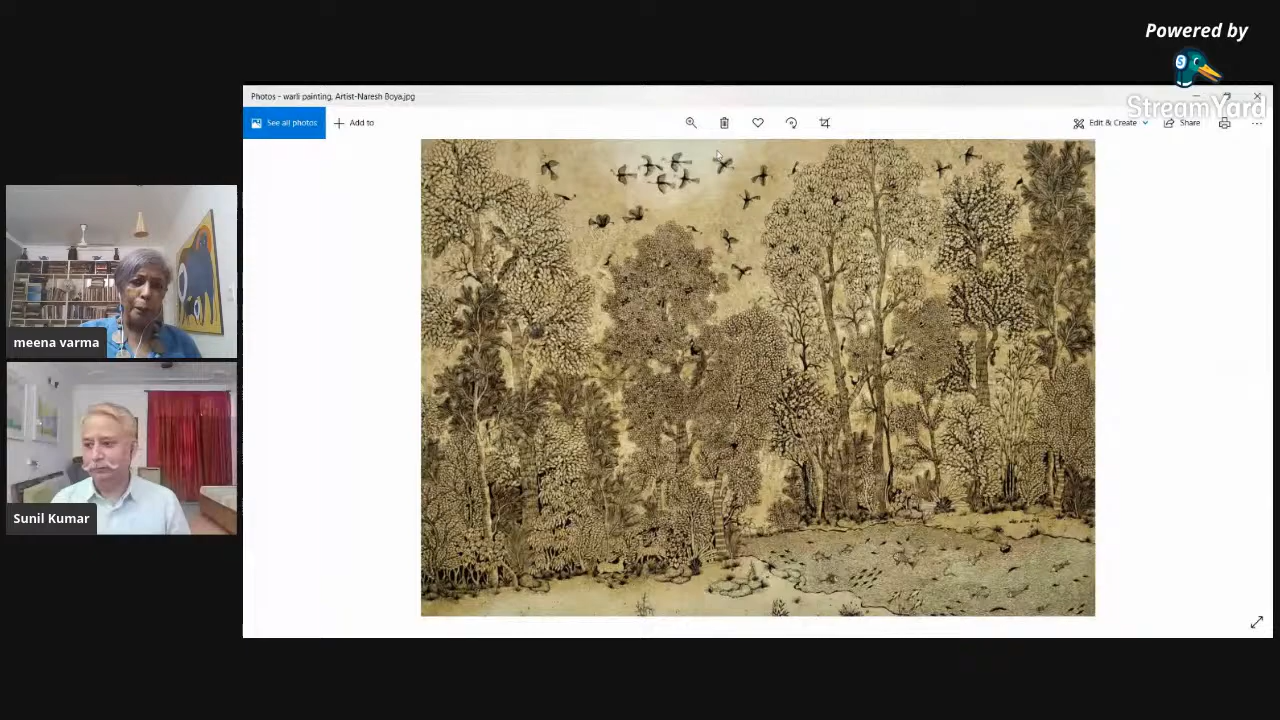 Powered by
StreamYard
Photos - warli painting, Artist-Naresh Boya.jpg
See all photos
Add to
Edit & Create
Share
meena varma
Sunil Kumar